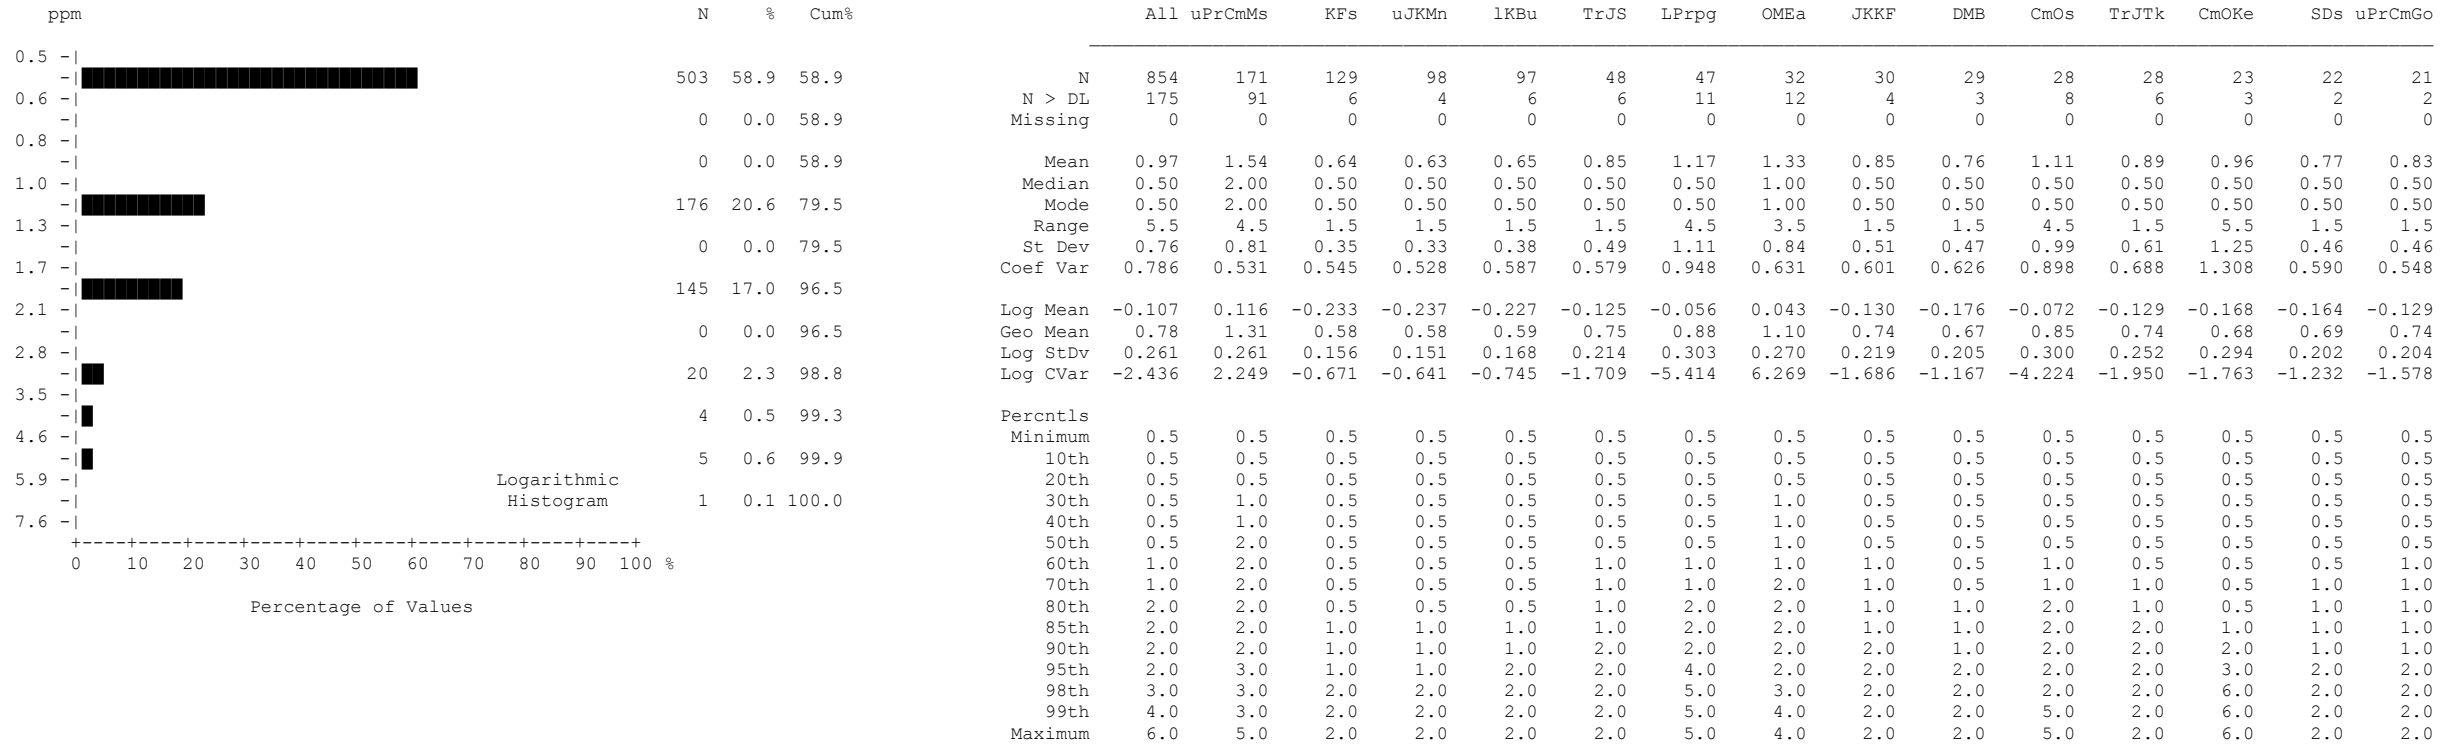 ppm N % Cum% All uPrCmMs KFs uJKMn lKBu TrJS LPrpg OMEa JKKF DMB CmOs TrJTk CmOKe SDs uPrCmGo
0.5 -|
-| 503 58.9 58.9 N 854 171 129 98 97 48 47 32 30 29 28 28 23 22 21
0.6 -| N > DL 175 91 6 4 6 6 11 12 4 3 8 6 3 2 2
-| 0 0.0 58.9 Missing 0 0 0 0 0 0 0 0 0 0 0 0 0 0 0
0.8 -|
-| 0 0.0 58.9 Mean 0.97 1.54 0.64 0.63 0.65 0.85 1.17 1.33 0.85 0.76 1.11 0.89 0.96 0.77 0.83
1.0 -| Median 0.50 2.00 0.50 0.50 0.50 0.50 0.50 1.00 0.50 0.50 0.50 0.50 0.50 0.50 0.50
-| 176 20.6 79.5 Mode 0.50 2.00 0.50 0.50 0.50 0.50 0.50 1.00 0.50 0.50 0.50 0.50 0.50 0.50 0.50
1.3 -| Range 5.5 4.5 1.5 1.5 1.5 1.5 4.5 3.5 1.5 1.5 4.5 1.5 5.5 1.5 1.5
-| 0 0.0 79.5 St Dev 0.76 0.81 0.35 0.33 0.38 0.49 1.11 0.84 0.51 0.47 0.99 0.61 1.25 0.46 0.46
1.7 -| Coef Var 0.786 0.531 0.545 0.528 0.587 0.579 0.948 0.631 0.601 0.626 0.898 0.688 1.308 0.590 0.548
-| 145 17.0 96.5
2.1 -| Log Mean -0.107 0.116 -0.233 -0.237 -0.227 -0.125 -0.056 0.043 -0.130 -0.176 -0.072 -0.129 -0.168 -0.164 -0.129
-| 0 0.0 96.5 Geo Mean 0.78 1.31 0.58 0.58 0.59 0.75 0.88 1.10 0.74 0.67 0.85 0.74 0.68 0.69 0.74
2.8 -| Log StDv 0.261 0.261 0.156 0.151 0.168 0.214 0.303 0.270 0.219 0.205 0.300 0.252 0.294 0.202 0.204
-| 20 2.3 98.8 Log CVar -2.436 2.249 -0.671 -0.641 -0.745 -1.709 -5.414 6.269 -1.686 -1.167 -4.224 -1.950 -1.763 -1.232 -1.578
3.5 -|
-| 4 0.5 99.3 Percntls
4.6 -| Minimum 0.5 0.5 0.5 0.5 0.5 0.5 0.5 0.5 0.5 0.5 0.5 0.5 0.5 0.5 0.5
-| 5 0.6 99.9 10th 0.5 0.5 0.5 0.5 0.5 0.5 0.5 0.5 0.5 0.5 0.5 0.5 0.5 0.5 0.5
5.9 -| Logarithmic 20th 0.5 0.5 0.5 0.5 0.5 0.5 0.5 0.5 0.5 0.5 0.5 0.5 0.5 0.5 0.5
-| Histogram 1 0.1 100.0 30th 0.5 1.0 0.5 0.5 0.5 0.5 0.5 1.0 0.5 0.5 0.5 0.5 0.5 0.5 0.5
7.6 -| 40th 0.5 1.0 0.5 0.5 0.5 0.5 0.5 1.0 0.5 0.5 0.5 0.5 0.5 0.5 0.5
+----+----+----+----+----+----+----+----+----+----+ 50th 0.5 2.0 0.5 0.5 0.5 0.5 0.5 1.0 0.5 0.5 0.5 0.5 0.5 0.5 0.5
0 10 20 30 40 50 60 70 80 90 100 % 60th 1.0 2.0 0.5 0.5 0.5 1.0 1.0 1.0 1.0 0.5 1.0 0.5 0.5 0.5 1.0
70th 1.0 2.0 0.5 0.5 0.5 1.0 1.0 2.0 1.0 0.5 1.0 1.0 0.5 1.0 1.0
Percentage of Values 80th 2.0 2.0 0.5 0.5 0.5 1.0 2.0 2.0 1.0 1.0 2.0 1.0 0.5 1.0 1.0
85th 2.0 2.0 1.0 1.0 1.0 1.0 2.0 2.0 1.0 1.0 2.0 2.0 1.0 1.0 1.0
90th 2.0 2.0 1.0 1.0 1.0 2.0 2.0 2.0 2.0 1.0 2.0 2.0 2.0 1.0 1.0
95th 2.0 3.0 1.0 1.0 2.0 2.0 4.0 2.0 2.0 2.0 2.0 2.0 3.0 2.0 2.0
98th 3.0 3.0 2.0 2.0 2.0 2.0 5.0 3.0 2.0 2.0 5.0 2.0 6.0 2.0 2.0
99th 4.0 3.0 2.0 2.0 2.0 2.0 5.0 4.0 2.0 2.0 5.0 2.0 6.0 2.0 2.0
Maximum 6.0 5.0 2.0 2.0 2.0 2.0 5.0 4.0 2.0 2.0 5.0 2.0 6.0 2.0 2.0